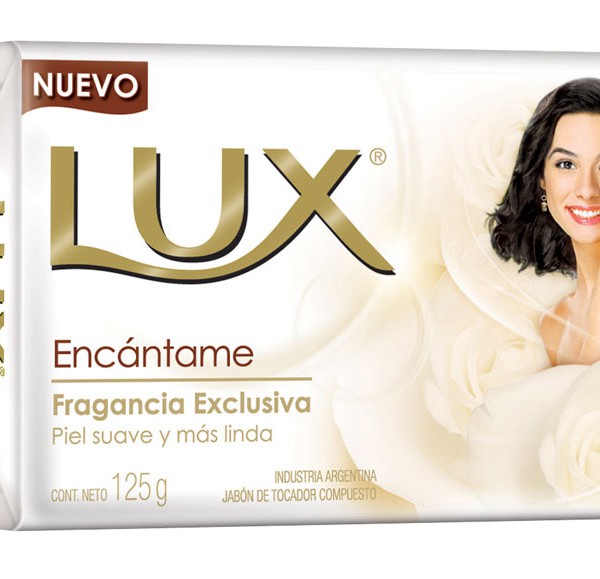 NUEVO
LUX®
Encántame
Fragancia Exclusiva
Piel suave y más linda
INDUSTRIA ARGENTINA
CONT. NETO 125g
JABÓN DE TOCADOR COMPUESTO